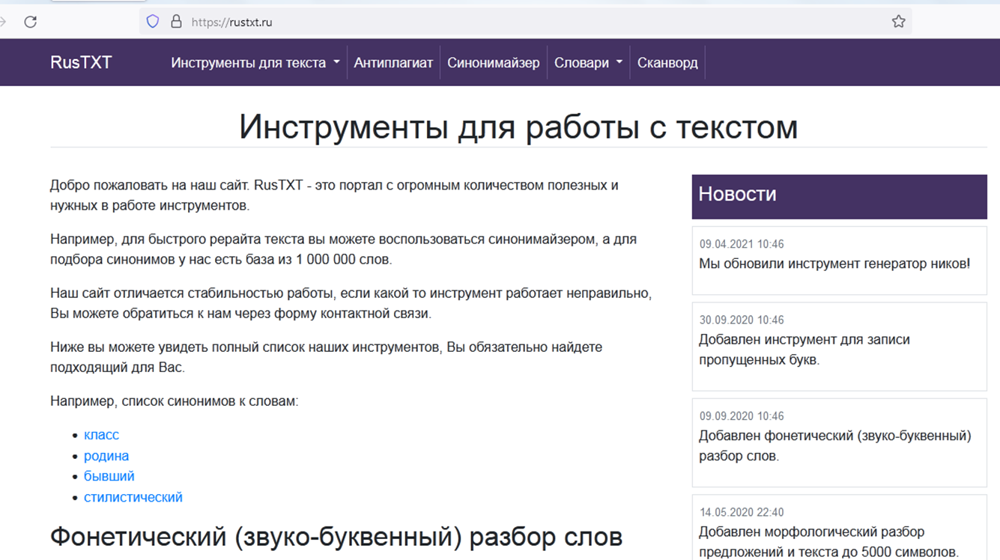 https://rustxt.ru
RusTXT
Инструменты для текста
Антиплагиат
Синонимайзер
Словари
Сканворд
Инструменты для работы с текстом
Добро пожаловать на наш сайт. RusTXT - это портал с огромным количеством полезных и
нужных в работе инструментов.
Например, для быстрого рерайта текста вы можете воспользоваться синонимайзером, а для
подбора синонимов у нас есть база из 1 000 000 слов.
Наш сайт отличается стабильностью работы, если какой то инструмент работает неправильно,
Вы можете обратиться к нам через форму контактной связи.
Ниже вы можете увидеть полный список наших инструментов, Вы обязательно найдете
подходящий для Вас.
Например, список синонимов к словам:
класс
родина
бывший
стилистический
Фонетический (звуко-буквенный) разбор слов
Новости
09.04.2021 10:46
Мы обновили инструмент генератор ников!
30.09.2020 10:46
Добавлен инструмент для записи
пропущенных букв.
09.09.2020 10:46
Добавлен фонетический (звуко-буквенный)
разбор слов.
14.05.2020 22:40
Добавлен морфологический разбор
предложений и текста до 5000 символов.